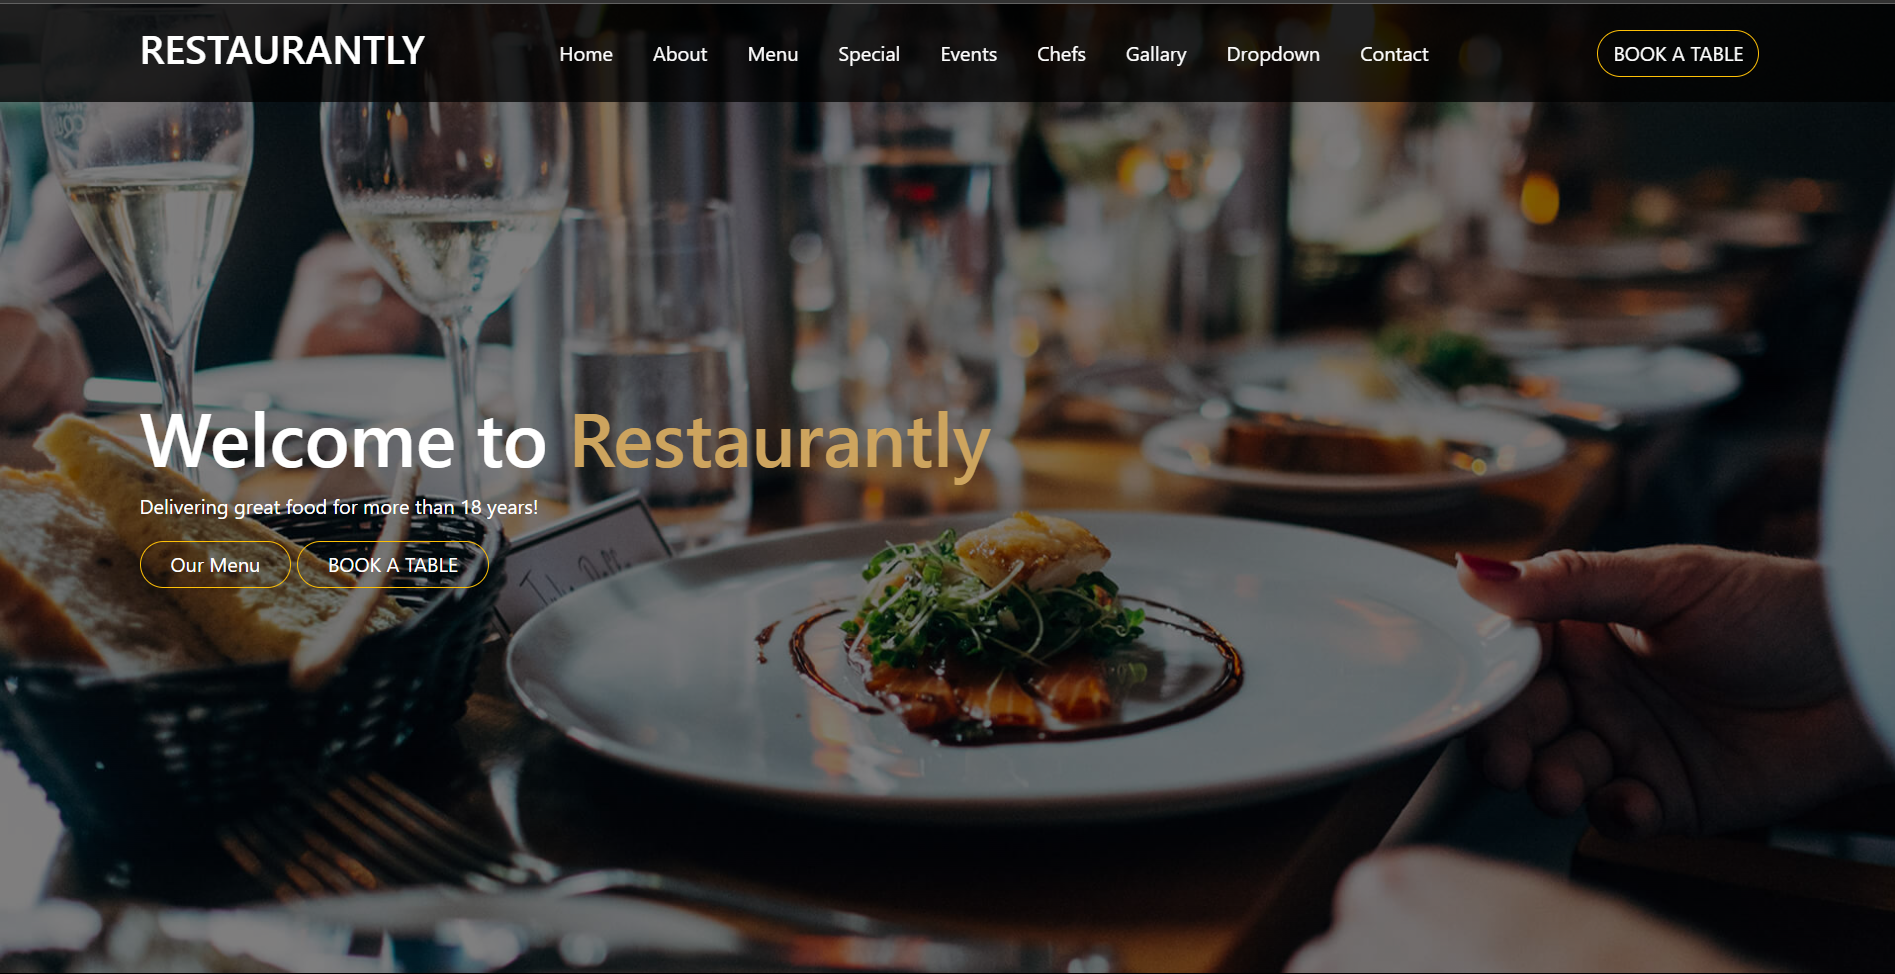 RESTAURANTLY
Home About Menu Special Events Chefs Gallary Dropdown Contact
BOOK A TABLE
Welcome to Restaurantly
Delivering great food for more than 18 years!
Our Menu
BOOK A TABLE